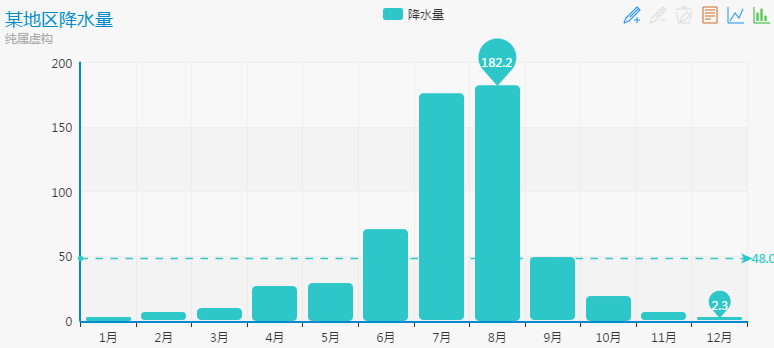 某地区降水量
纯属虚构
降水量
200
150
100
50
0
182.2
48.0
2.3
1月
2月
3月
4月
5月
6月
7月
8月
9月
10月
11月
12月